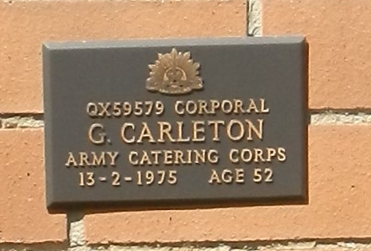 QX59579 CORPORAL
G. CARLETON
ARMY CATERING CORPS
13-2-1975 AGE 52